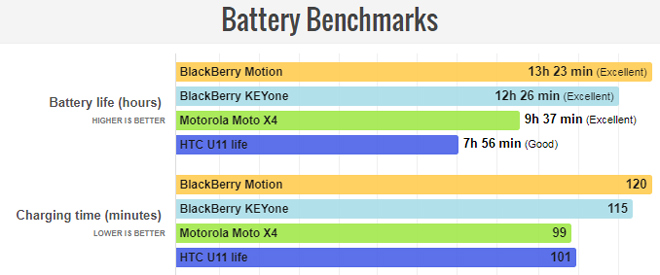 Battery Benchmarks
Battery life (hours)
HIGHER IS BETTER
BlackBerry Motion 13h 23 min (Excellent)
BlackBerry KEYone 12h 26 min (Excellent)
Motorola Moto X4 9h 37 min (Excellent)
HTC U11 life 7h 56 min (Good)
Charging time (minutes)
LOWER IS BETTER
BlackBerry Motion 120
BlackBerry KEYone 115
Motorola Moto X4 99
HTC U11 life 101